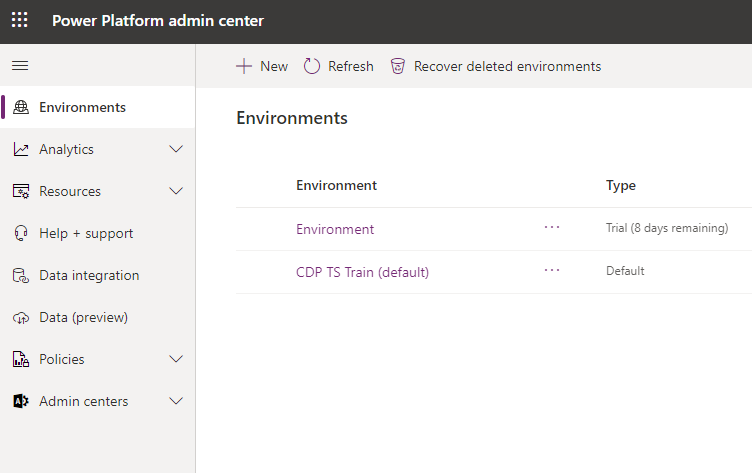 Power Platform admin center
New Refresh Recover deleted environments
Environments
Analytics
Resources
Help + support
Data integration
Data (preview)
Policies
Admin centers
Environments
Environment Type
Environment ... Trial (8 days remaining)
CDP TS Train (default) ... Default